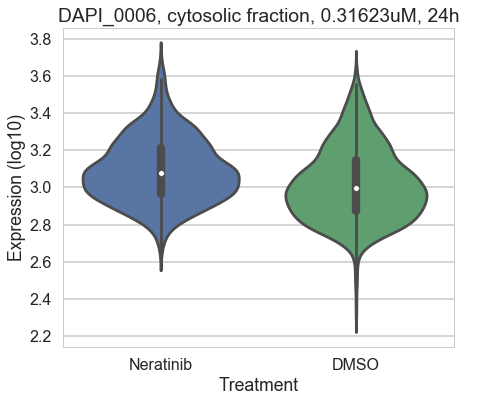 DAPI_0006, cytosolic fraction, 0.31623uM, 24h
3.8
3.6
3.4
3.2
3.0
2.8
2.6
2.4
2.2
Expression (log10)
Neratinib
DMSO
Treatment